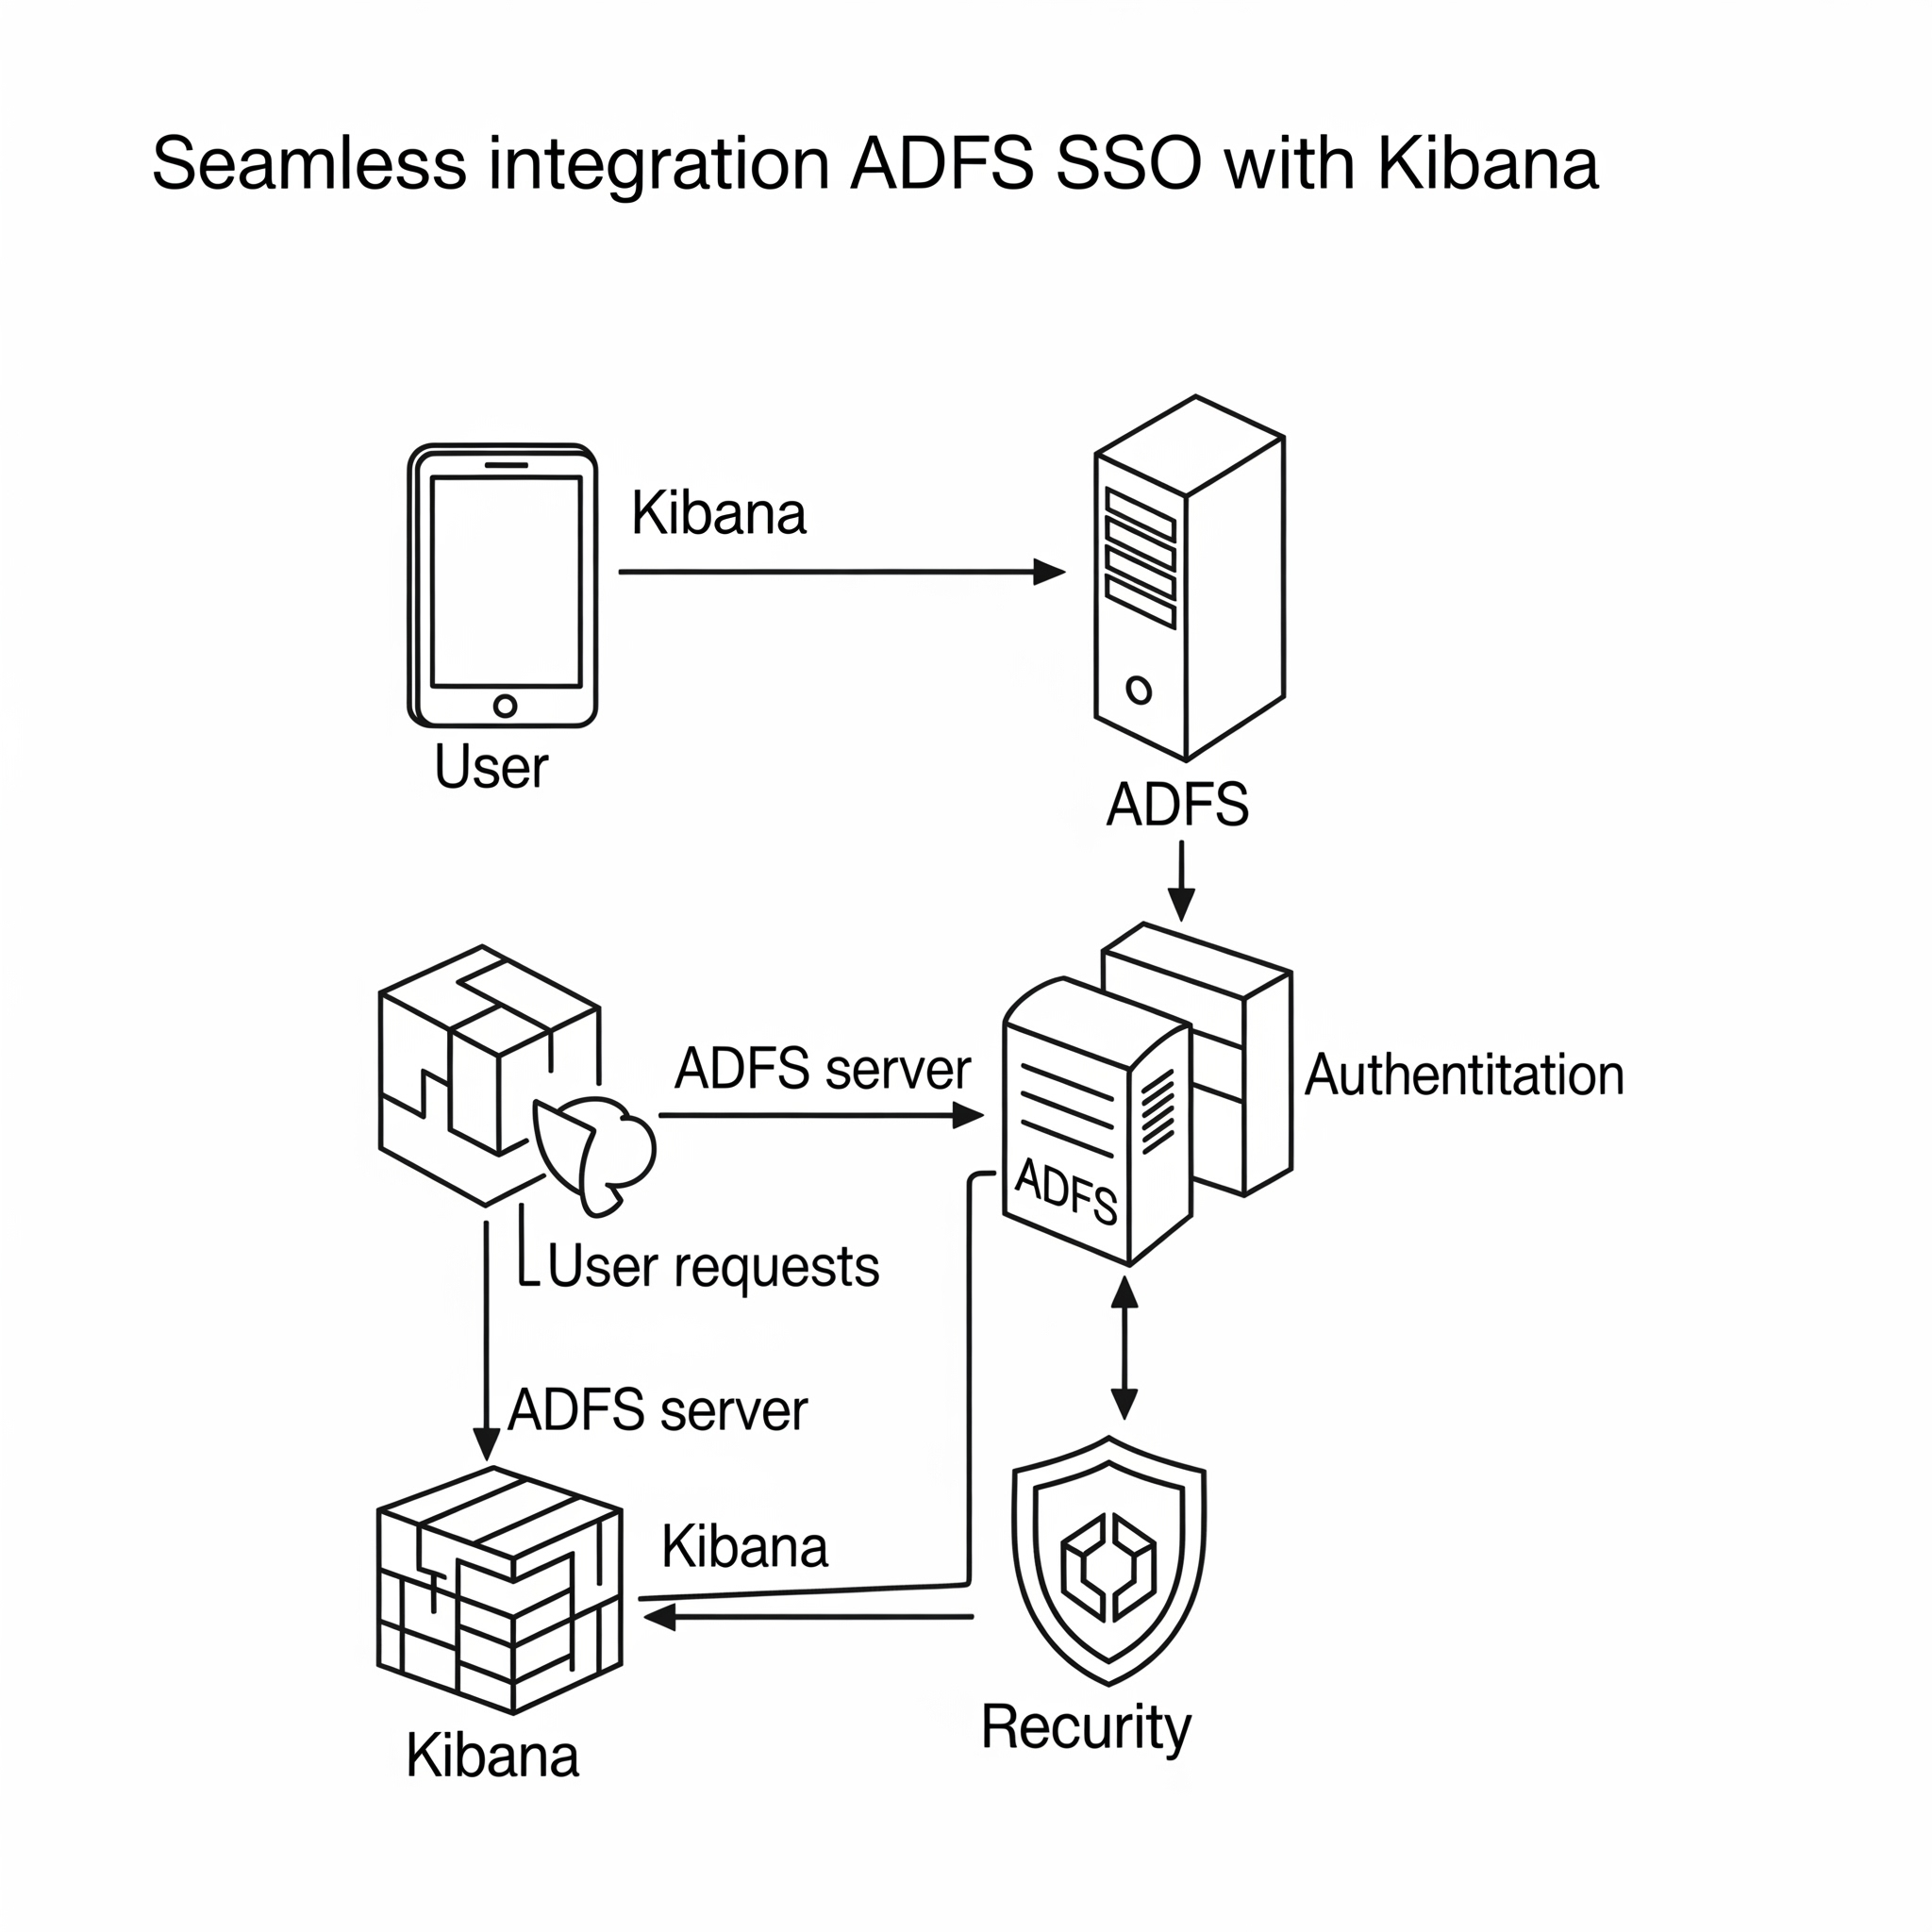 Seamless integration ADFS SSO with Kibana
Kibana
User
ADFS
ADFS server
Authentitation
ADFS
User requests
ADFS server
Kibana
Recurity
Kibana